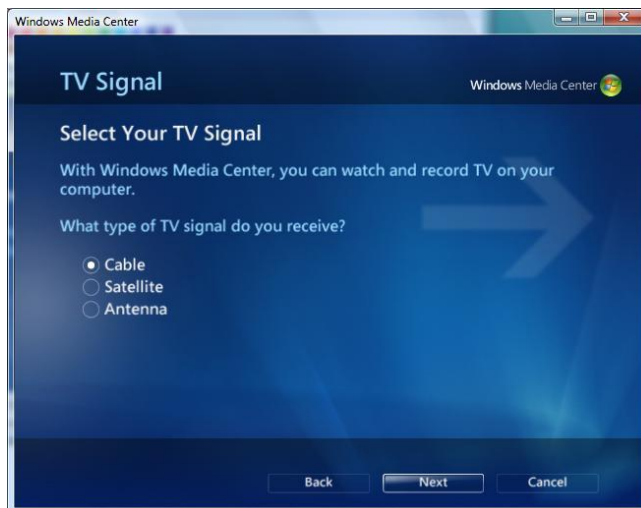 Windows Media Center
TV Signal
Windows Media Center
Select Your TV Signal
With Windows Media Center, you can watch and record TV on your
computer.
What type of TV signal do you receive?
Cable
Satellite
Antenna
Back Next Cancel